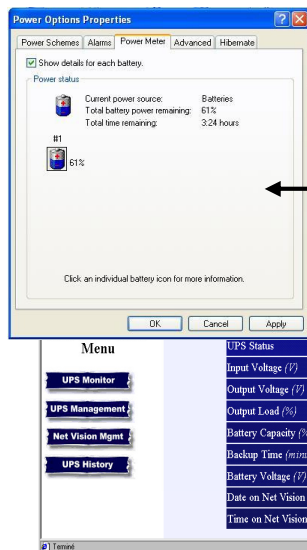 Power Options Properties
Power Schemes Alarms Power Meter Advanced Hibernate
Show details for each battery.
Power status
Current power source: Batteries
Total battery power remaining: 61%
Total time remaining: 3:24 hours
#1
61%
Click an individual battery icon for more information.
OK Cancel Apply
Menu
UPS Monitor
UPS Management
Net Vision Mgmt
UPS History
UPS Status
Input Voltage (V)
Output Voltage (V)
Output Load (%)
Battery Capacity (%
Backup Time (minu
Battery Voltage (V)
Date on Net Vision
Time on Net Vision
Terminé